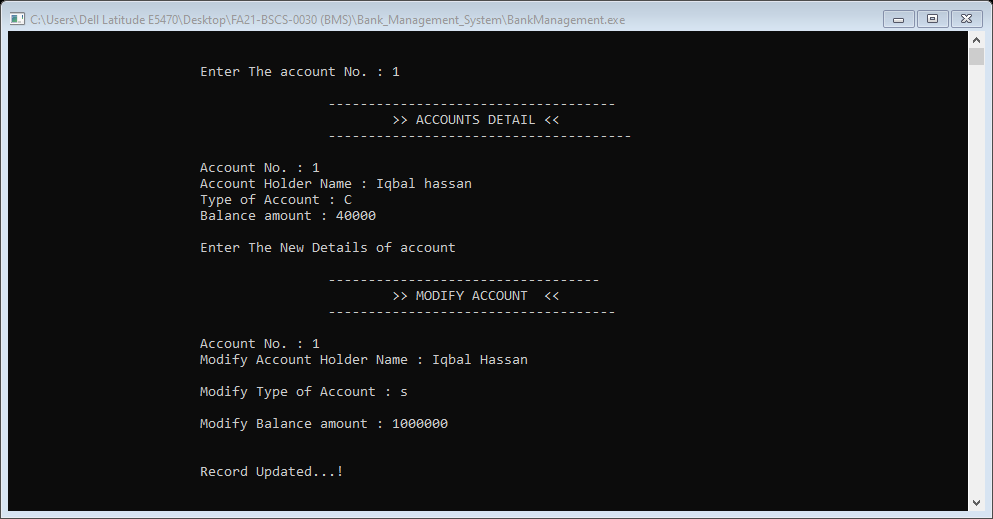 C:\Users\Dell Latitude E5470\Desktop\FA21-BSCS-0030 (BMS)\Bank_Management_System\BankManagement.exe
Enter The account No. : 1
------------------------------------
>> ACCOUNTS DETAIL <<
--------------------------------------
Account No. : 1
Account Holder Name : Iqbal hassan
Type of Account : C
Balance amount : 40000
Enter The New Details of account
----------------------------------
>> MODIFY ACCOUNT  <<
------------------------------------
Account No. : 1
Modify Account Holder Name : Iqbal Hassan
Modify Type of Account : s
Modify Balance amount : 1000000
Record Updated...!